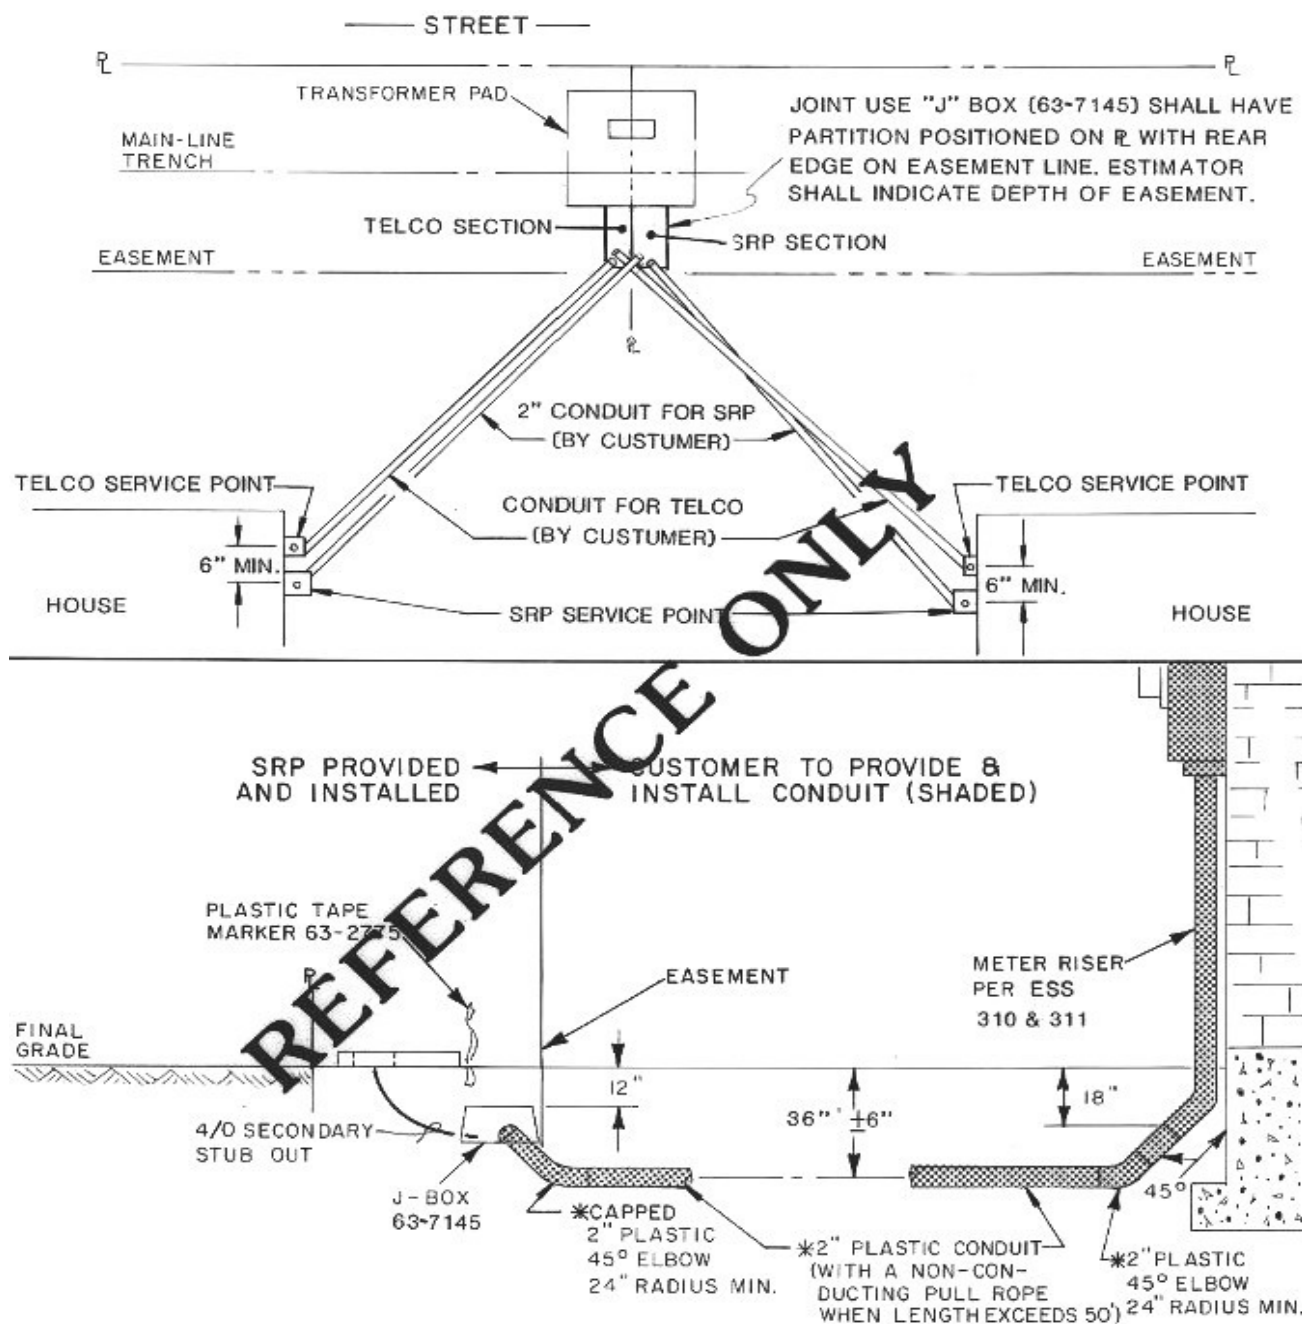 STREET
PL
PL
TRANSFORMER PAD
JOINT USE "J" BOX (63-7145) SHALL HAVE
PARTITION POSITIONED ON PL WITH REAR
EDGE ON EASEMENT LINE. ESTIMATOR
SHALL INDICATE DEPTH OF EASEMENT.
MAIN-LINE
TRENCH
TELCO SECTION
SRP SECTION
EASEMENT
EASEMENT
PL
2" CONDUIT FOR SRP
(BY CUSTUMER)
TELCO SERVICE POINT
TELCO SERVICE POINT
CONDUIT FOR TELCO
(BY CUSTUMER)
6" MIN.
6" MIN.
HOUSE
SRP SERVICE POINT
HOUSE
REFERENCE ONLY
SRP PROVIDED
AND INSTALLED
CUSTOMER TO PROVIDE &
INSTALL CONDUIT (SHADED)
PLASTIC TAPE
MARKER 63-2775
PL
EASEMENT
METER RISER
PER ESS
310 & 311
FINAL
GRADE
12"
36"' ±6"
18"
4/0 SECONDARY
STUB OUT
45°
J-BOX
63-7145
*CAPPED
2" PLASTIC
45° ELBOW
24" RADIUS MIN.
*2" PLASTIC CONDUIT
(WITH A NON-CON-
DUCTING PULL ROPE
WHEN LENGTH EXCEEDS 50')
*2" PLASTIC
45° ELBOW
24" RADIUS MIN.